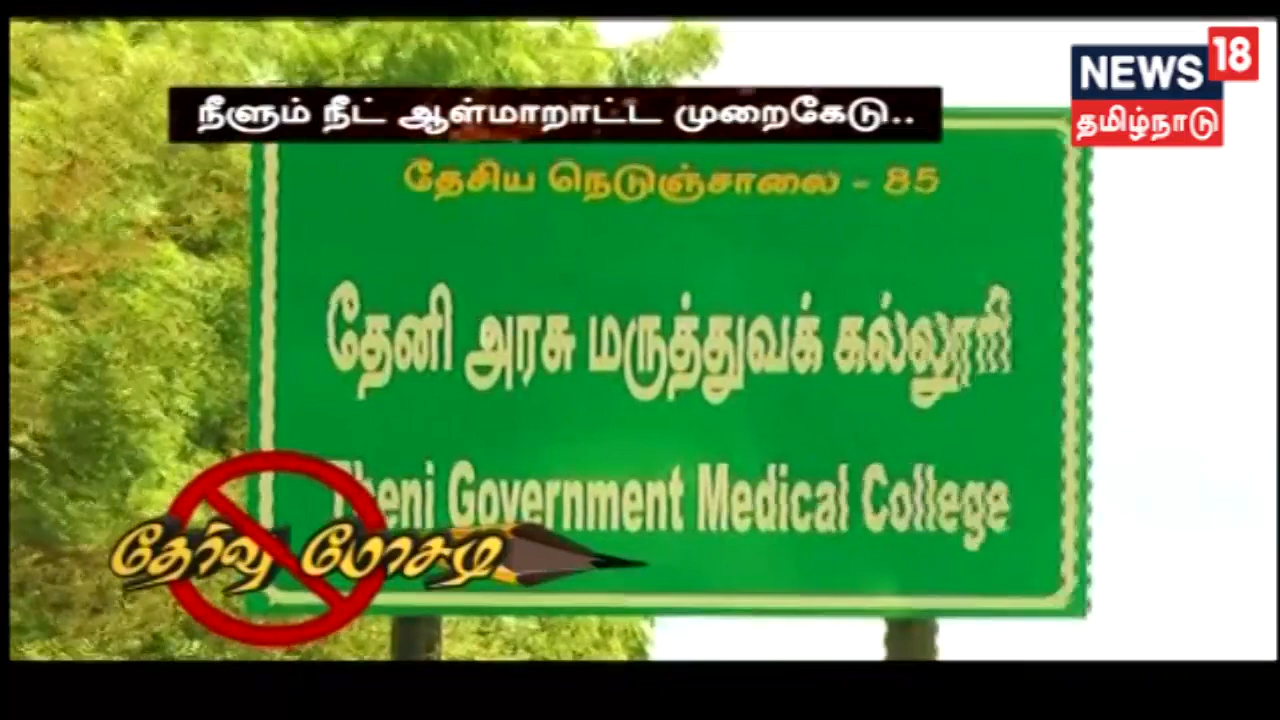 NEWS 18
தமிழ்நாடு
நீளும் நீட் ஆள்மாறாட்ட முறைகேடு..
தேசிய நெடுஞ்சாலை - 85
தேனி அரசு மருத்துவக் கல்லூரி
Theni Government Medical College
தேர்வு மோசடி